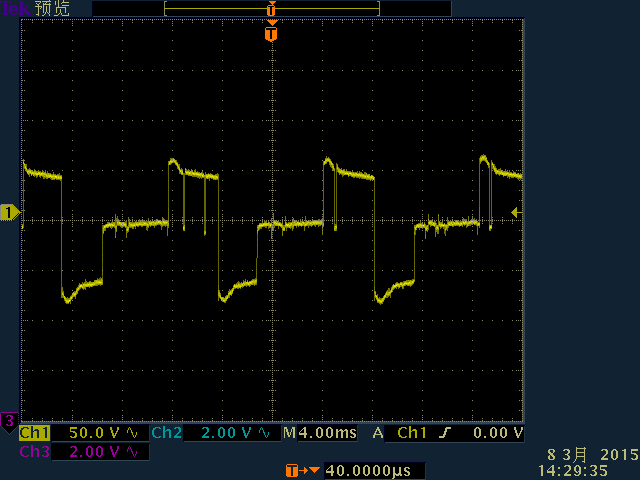 Tek 预览
T
T
1
3
Ch1 50.0 V Ch2 2.00 V M 4.00ms A Ch1 0.00 V
Ch3 2.00 V
8 3月 2015
T 40.0000µs 14:29:35